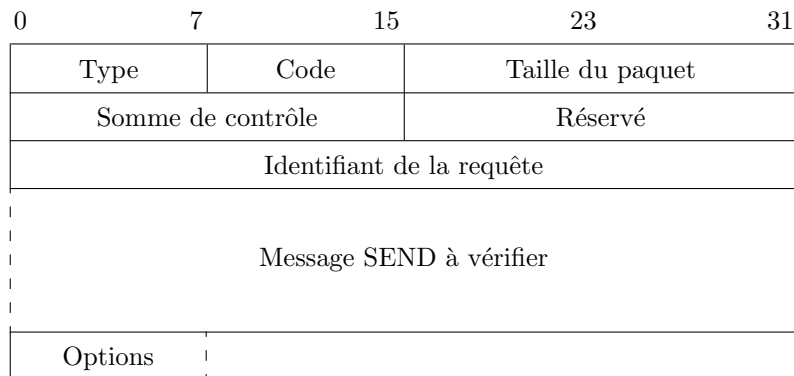 0 7 15 23 31
Type Code Taille du paquet
Somme de contrôle Réservé
Identifiant de la requête
Message SEND à vérifier
Options